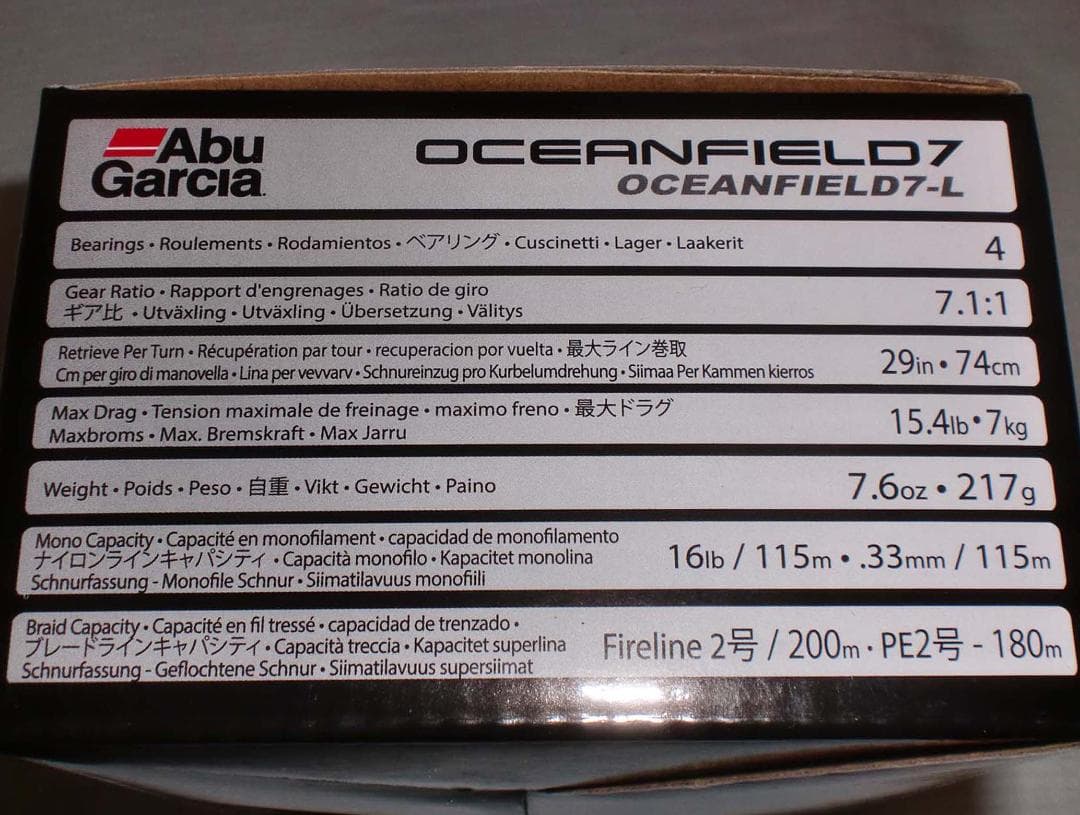 Abu
Garcia
OCEANFIELD7
OCEANFIELD7-L
Bearings • Roulements • Rodamientos • ベアリング • Cuscinetti • Lager • Laakerit
4
Gear Ratio • Rapport d'engrenages • Ratio de giro
ギア比 • Utväxling • Utväxling • Übersetzung • Välitys
7.1:1
Retrieve Per Turn • Récupération par tour • recuperacion por vuelta • 最大ライン巻取
Cm per giro di manovella • Lina per vevvarv • Schnureinzug pro Kurbelumdrehung • Siimaa Per Kammen kierros
29in • 74cm
Max Drag • Tension maximale de freinage • maximo freno • 最大ドラグ
Maxbroms • Max. Bremskraft • Max Jarru
15.4lb • 7kg
Weight • Poids • Peso • 自重 • Vikt • Gewicht • Paino
7.6oz • 217g
Mono Capacity • Capacité en monofilament • capacidad de monofilamento
ナイロンラインキャパシティ • Capacità monofilo • Kapacitet monolina
Schnurfassung - Monofile Schnur • Siimatilavuus monofiili
16lb / 115m • .33mm / 115m
Braid Capacity • Capacité en fil tressé • capacidad de trenzado •
ブレードラインキャパシティ • Capacità treccia • Kapacitet superlina
Schnurfassung - Geflochtene Schnur • Siimatilavuus supersiimat
Fireline 2号 / 200m • PE2号 - 180m